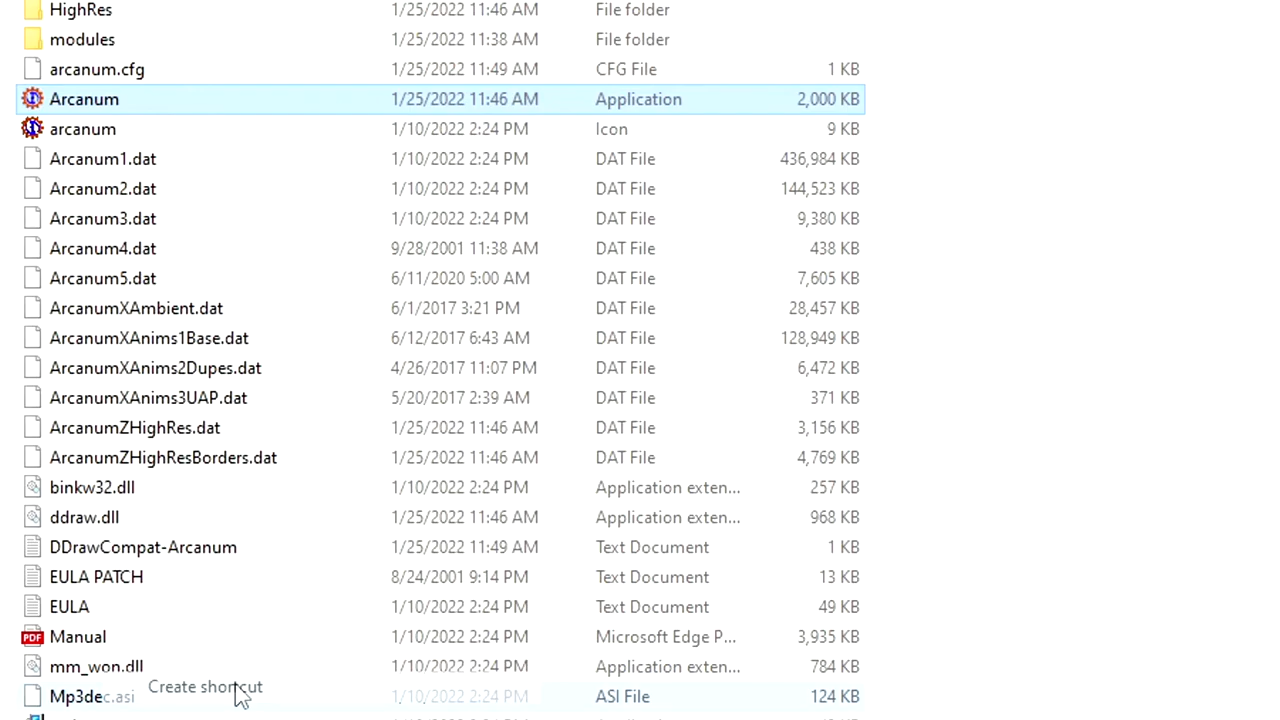 HighRes 1/25/2022 11:46 AM File folder
modules 1/25/2022 11:38 AM File folder
arcanum.cfg 1/25/2022 11:49 AM CFG File 1 KB
Arcanum 1/25/2022 11:46 AM Application 2,000 KB
arcanum 1/10/2022 2:24 PM Icon 9 KB
Arcanum1.dat 1/10/2022 2:24 PM DAT File 436,984 KB
Arcanum2.dat 1/10/2022 2:24 PM DAT File 144,523 KB
Arcanum3.dat 1/10/2022 2:24 PM DAT File 9,380 KB
Arcanum4.dat 9/28/2001 11:38 AM DAT File 438 KB
Arcanum5.dat 6/11/2020 5:00 AM DAT File 7,605 KB
ArcanumXAmbient.dat 6/1/2017 3:21 PM DAT File 28,457 KB
ArcanumXAnims1Base.dat 6/12/2017 6:43 AM DAT File 128,949 KB
ArcanumXAnims2Dupes.dat 4/26/2017 11:07 PM DAT File 6,472 KB
ArcanumXAnims3UAP.dat 5/20/2017 2:39 AM DAT File 371 KB
ArcanumZHighRes.dat 1/25/2022 11:46 AM DAT File 3,156 KB
ArcanumZHighResBorders.dat 1/25/2022 11:46 AM DAT File 4,769 KB
binkw32.dll 1/10/2022 2:24 PM Application exten... 257 KB
ddraw.dll 1/25/2022 11:46 AM Application exten... 968 KB
DDrawCompat-Arcanum 1/25/2022 11:49 AM Text Document 1 KB
EULA PATCH 8/24/2001 9:14 PM Text Document 13 KB
EULA 1/10/2022 2:24 PM Text Document 49 KB
PDF Manual 1/10/2022 2:24 PM Microsoft Edge P... 3,935 KB
mm_won.dll 1/10/2022 2:24 PM Application exten... 784 KB
Create shortcut
Mp3dec.asi 1/10/2022 2:24 PM ASI File 124 KB